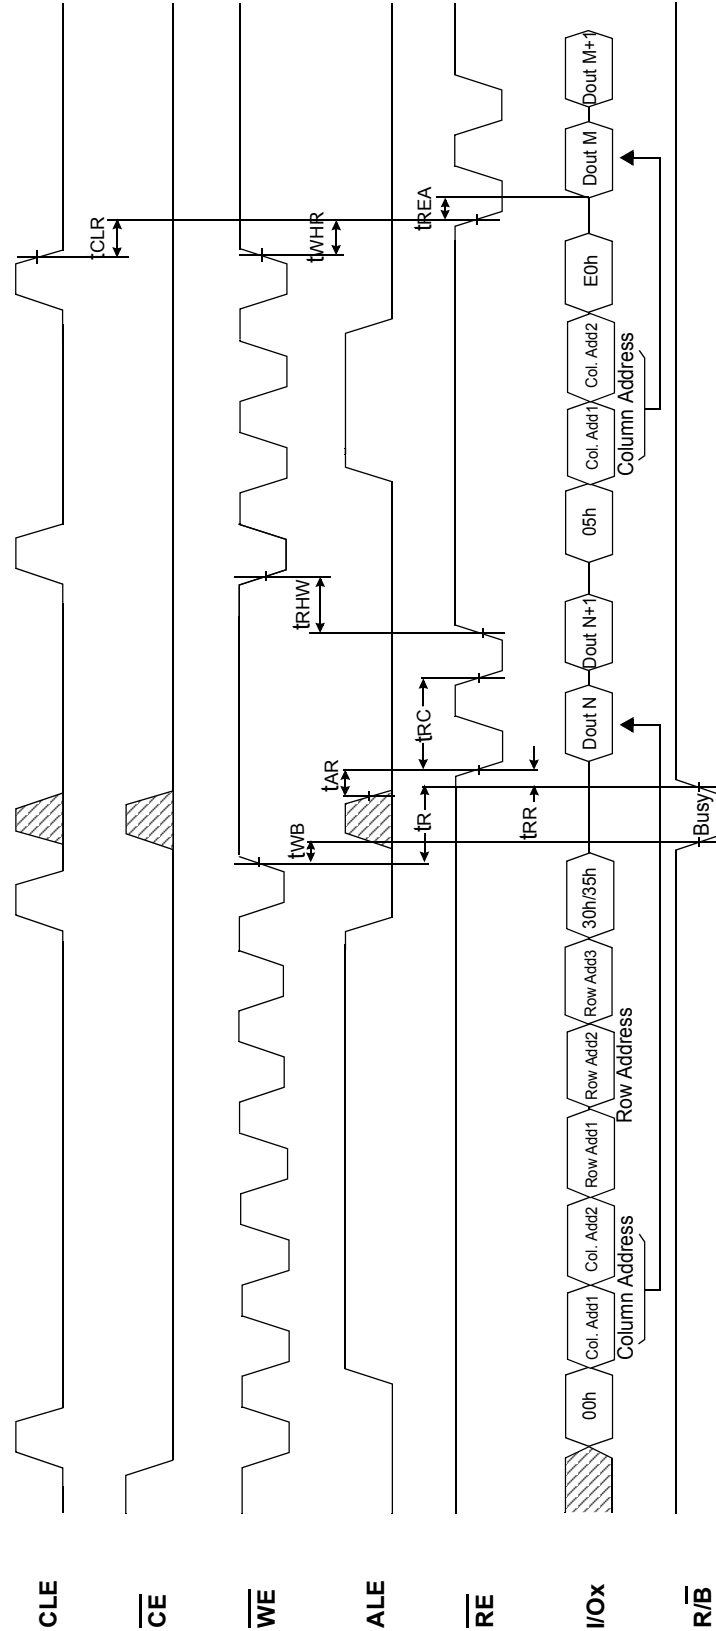 CLE
tCLR
CE
WE
tWB
tRHW
tWHR
ALE
tAR
tR
tRC
tREA
RE
tRR
I/Ox
00h
Col. Add1
Col. Add2
Row Add1
Row Add2
Row Add3
30h/35h
Dout N
Dout N+1
05h
Col. Add1
Col. Add2
E0h
Dout M
Dout M+1
Column Address
Row Address
Column Address
R/B
Busy